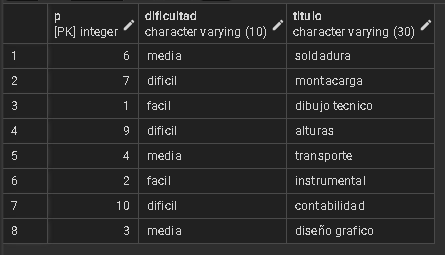 p dificultad titulo
[PK] integer character varying (10) character varying (30)
1 6 media soldadura
2 7 dificil montacarga
3 1 facil dibujo tecnico
4 9 dificil alturas
5 4 media transporte
6 2 facil instrumental
7 10 dificil contabilidad
8 3 media diseño grafico